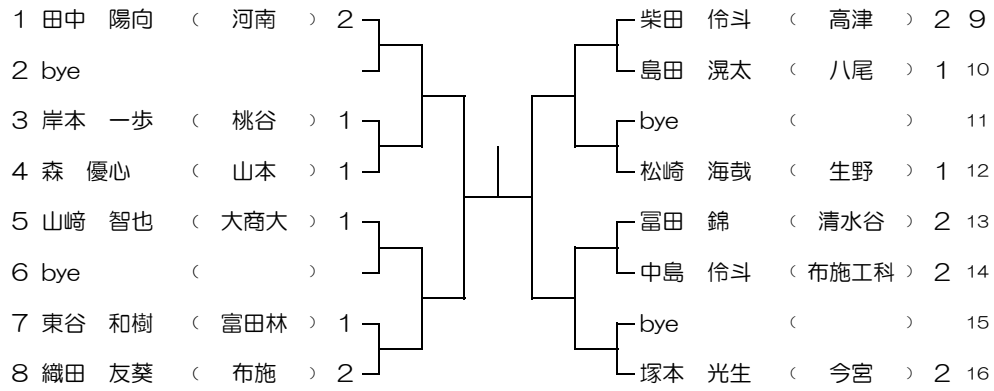 1 田中 陽向 ( 河南 ) 2
2 bye
3 岸本 一歩 ( 桃谷 ) 1
4 森 優心 ( 山本 ) 1
5 山﨑 智也 ( 大商大 ) 1
6 bye ( )
7 東谷 和樹 ( 富田林 ) 1
8 織田 友葵 ( 布施 ) 2
柴田 伶斗 ( 高津 ) 2 9
島田 滉太 ( 八尾 ) 1 10
bye ( ) 11
松崎 海哉 ( 生野 ) 1 12
冨田 錦 ( 清水谷 ) 2 13
中島 伶斗 ( 布施工科 ) 2 14
bye ( ) 15
塚本 光生 ( 今宮 ) 2 16